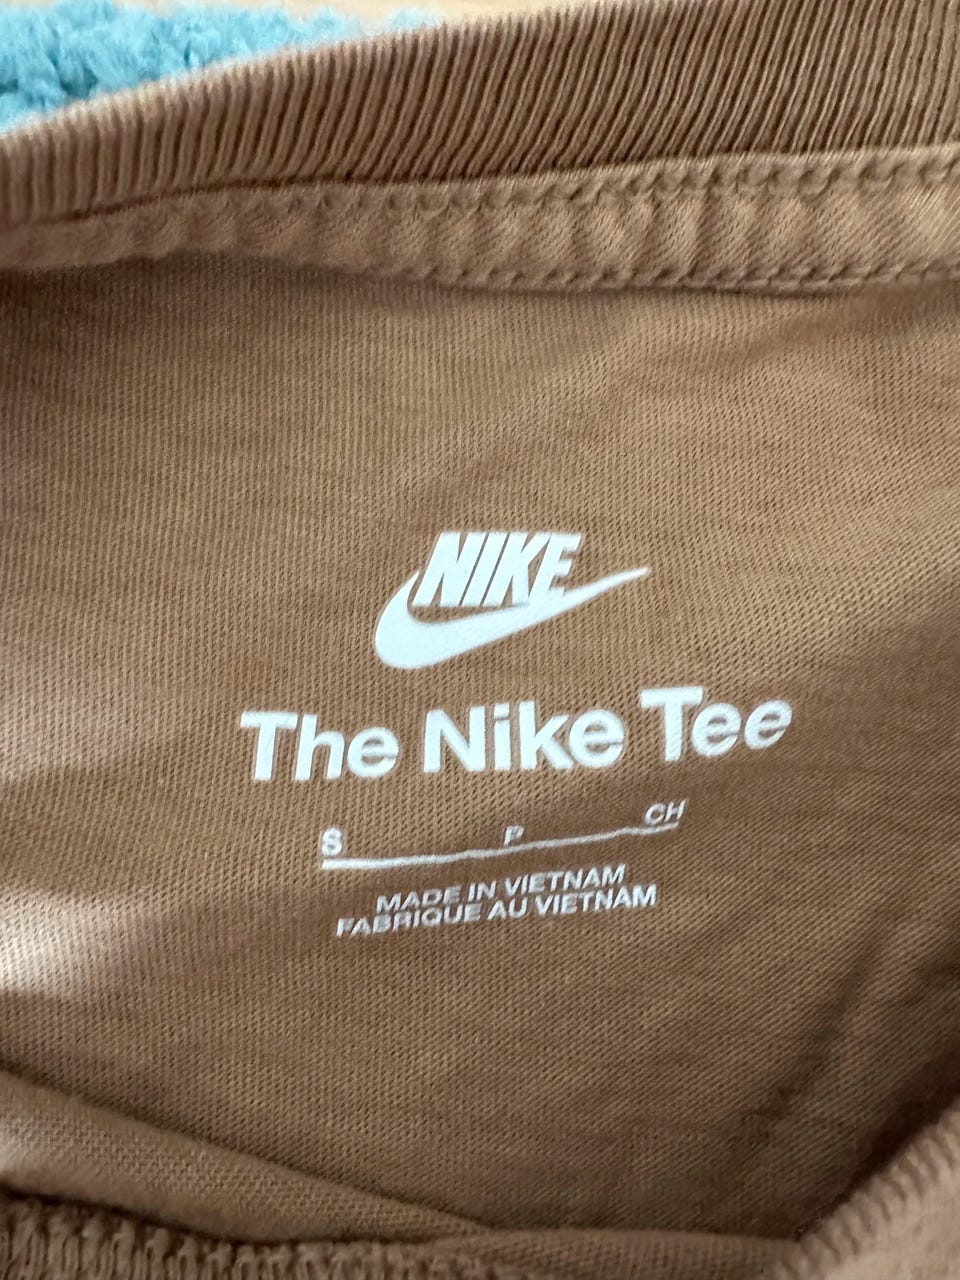 NIKE
The Nike Tee
S P CH
MADE IN VIETNAM
FABRIQUE AU VIETNAM